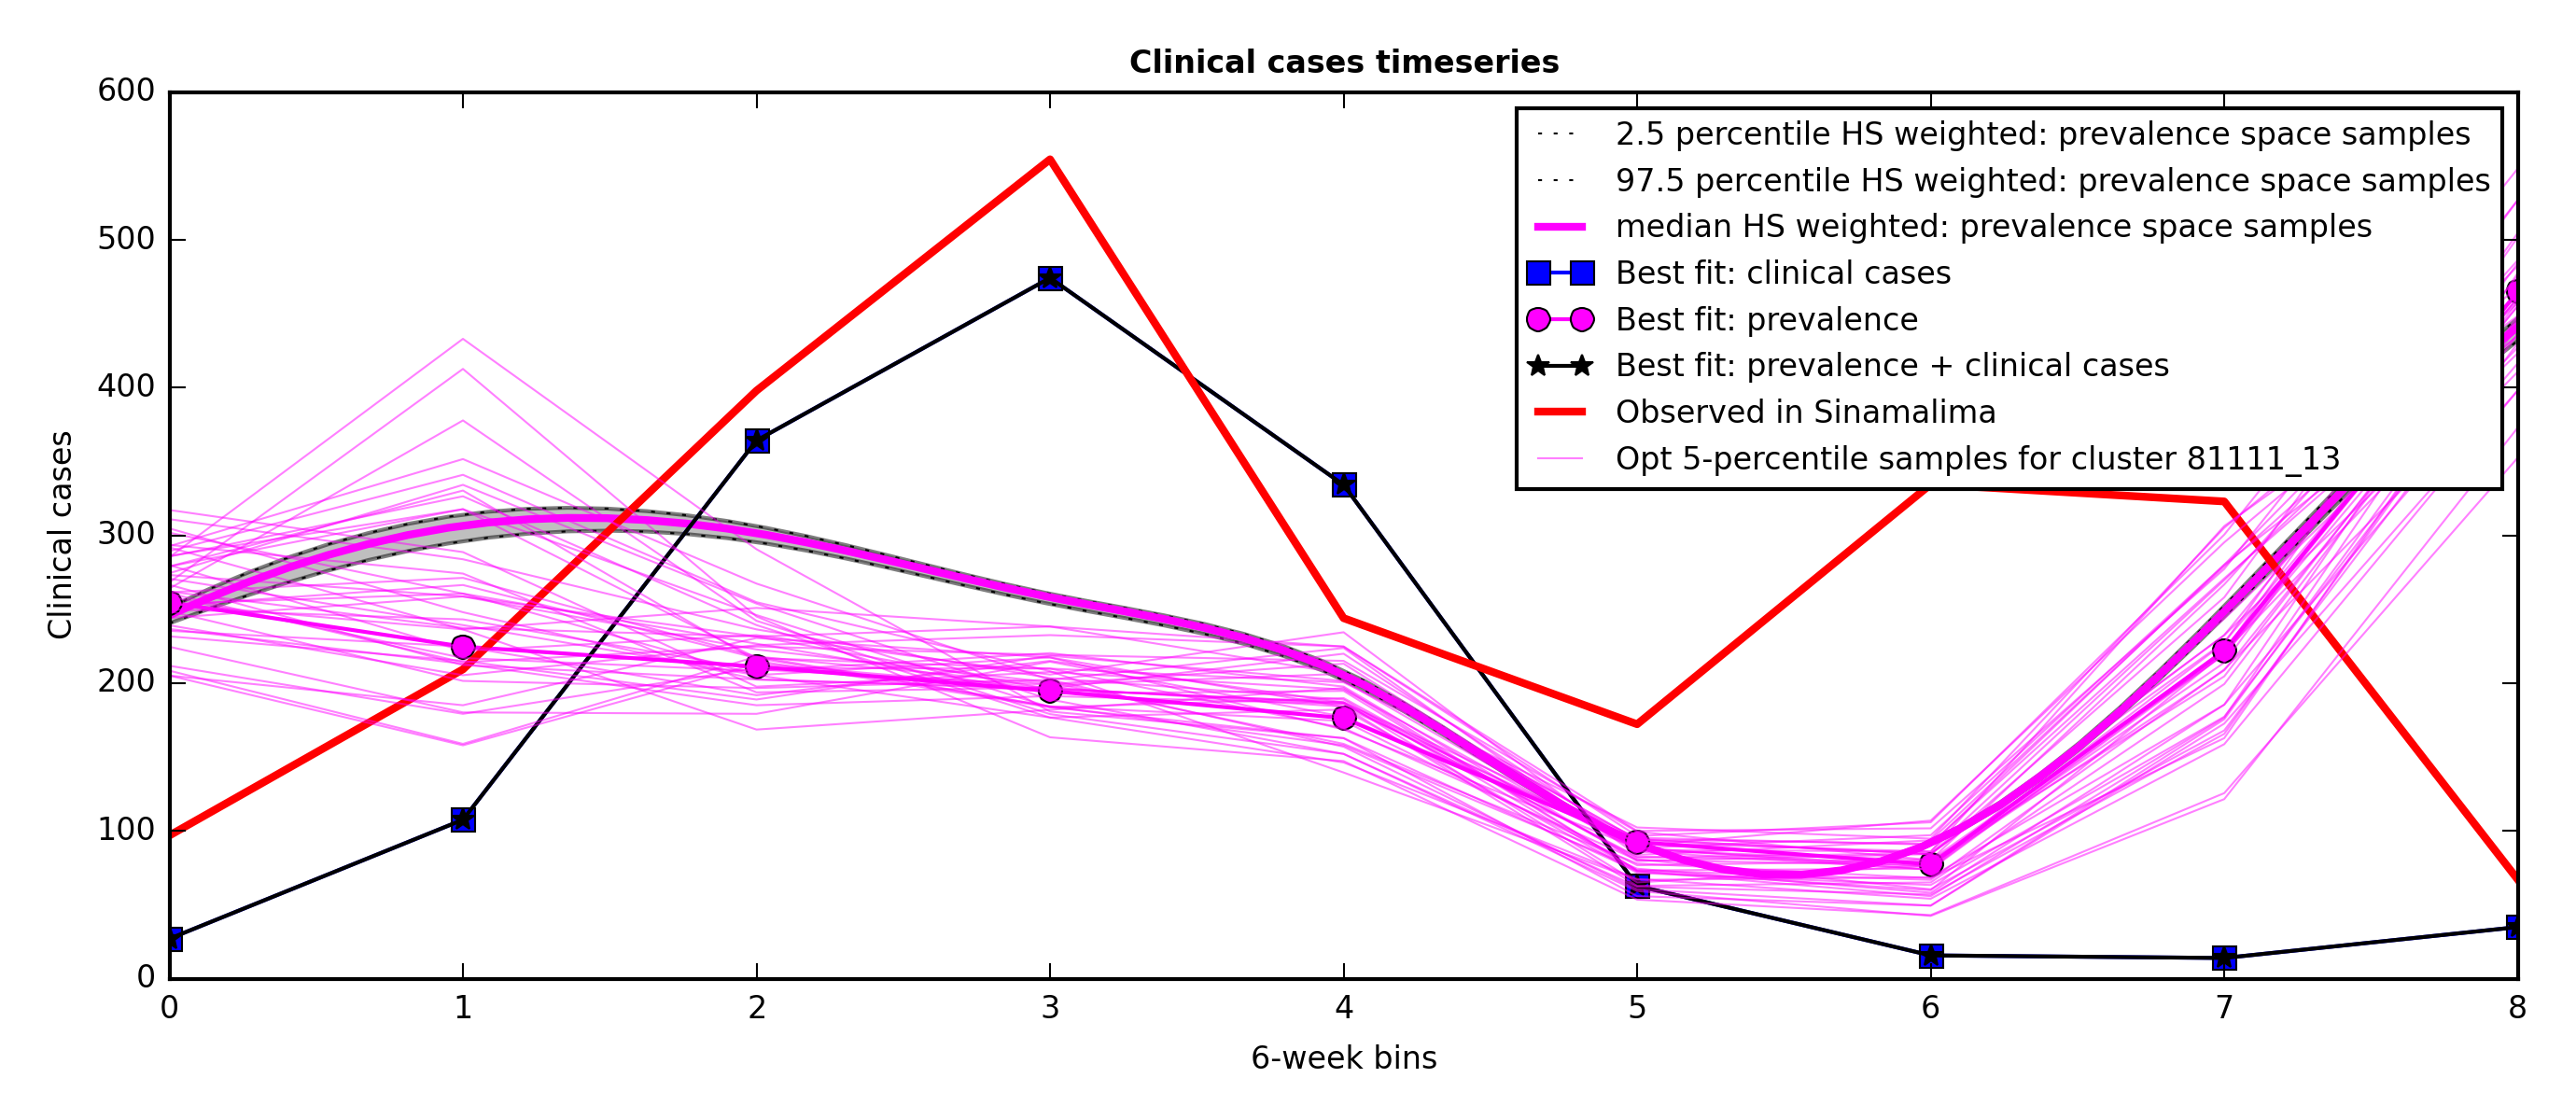 Clinical cases timeseries
600
500
400
300
200
100
0
Clinical cases
2.5 percentile HS weighted: prevalence space samples
97.5 percentile HS weighted: prevalence space samples
median HS weighted: prevalence space samples
Best fit: clinical cases
Best fit: prevalence
Best fit: prevalence + clinical cases
Observed in Sinamalima
Opt 5-percentile samples for cluster 81111_13
0 1 2 3 4 5 6 7 8
6-week bins